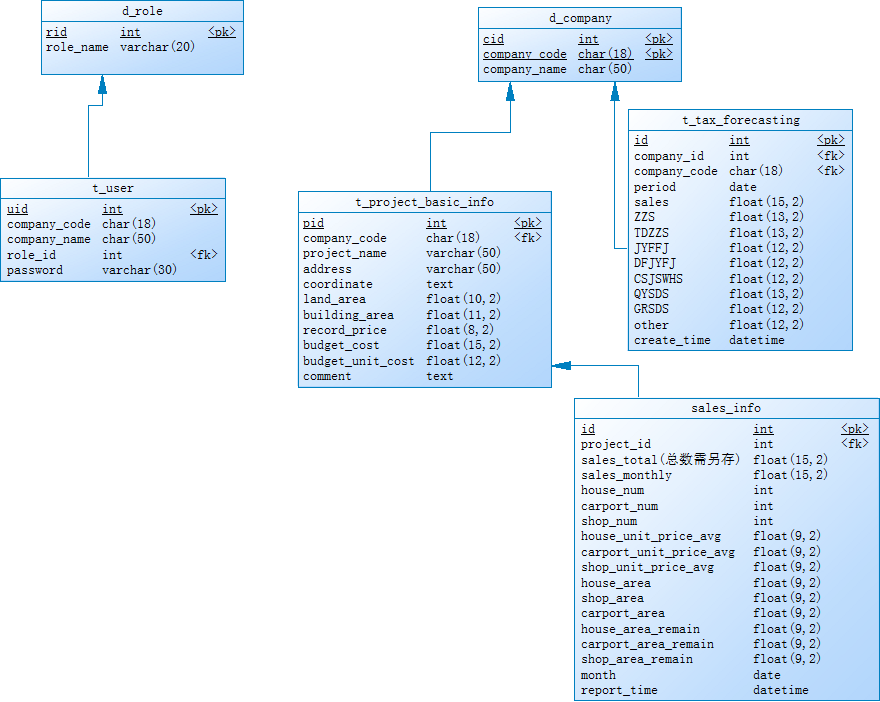 d_role
rid int <pk>
role_name varchar(20)
d_company
cid int <pk>
company_code char(18) <pk>
company_name char(50)
t_tax_forecasting
id int <pk>
company_id int <fk>
company_code char(18) <fk>
period date
sales float(15,2)
ZZS float(13,2)
TDZZS float(13,2)
JYFFJ float(12,2)
DFJYFJ float(12,2)
CSJSWHS float(12,2)
QYSDS float(13,2)
GRSDS float(12,2)
other float(12,2)
create_time datetime
t_user
uid int <pk>
company_code char(18)
company_name char(50)
role_id int <fk>
password varchar(30)
t_project_basic_info
pid int <pk>
company_code char(18) <fk>
project_name varchar(50)
address varchar(50)
coordinate text
land_area float(10,2)
building_area float(11,2)
record_price float(8,2)
budget_cost float(15,2)
budget_unit_cost float(12,2)
comment text
sales_info
id int <pk>
project_id int <fk>
sales_total(总数需另存) float(15,2)
sales_monthly float(15,2)
house_num int
carport_num int
shop_num int
house_unit_price_avg float(9,2)
carport_unit_price_avg float(9,2)
shop_unit_price_avg float(9,2)
house_area float(9,2)
shop_area float(9,2)
carport_area float(9,2)
house_area_remain float(9,2)
carport_area_remain float(9,2)
shop_area_remain float(9,2)
month date
report_time datetime